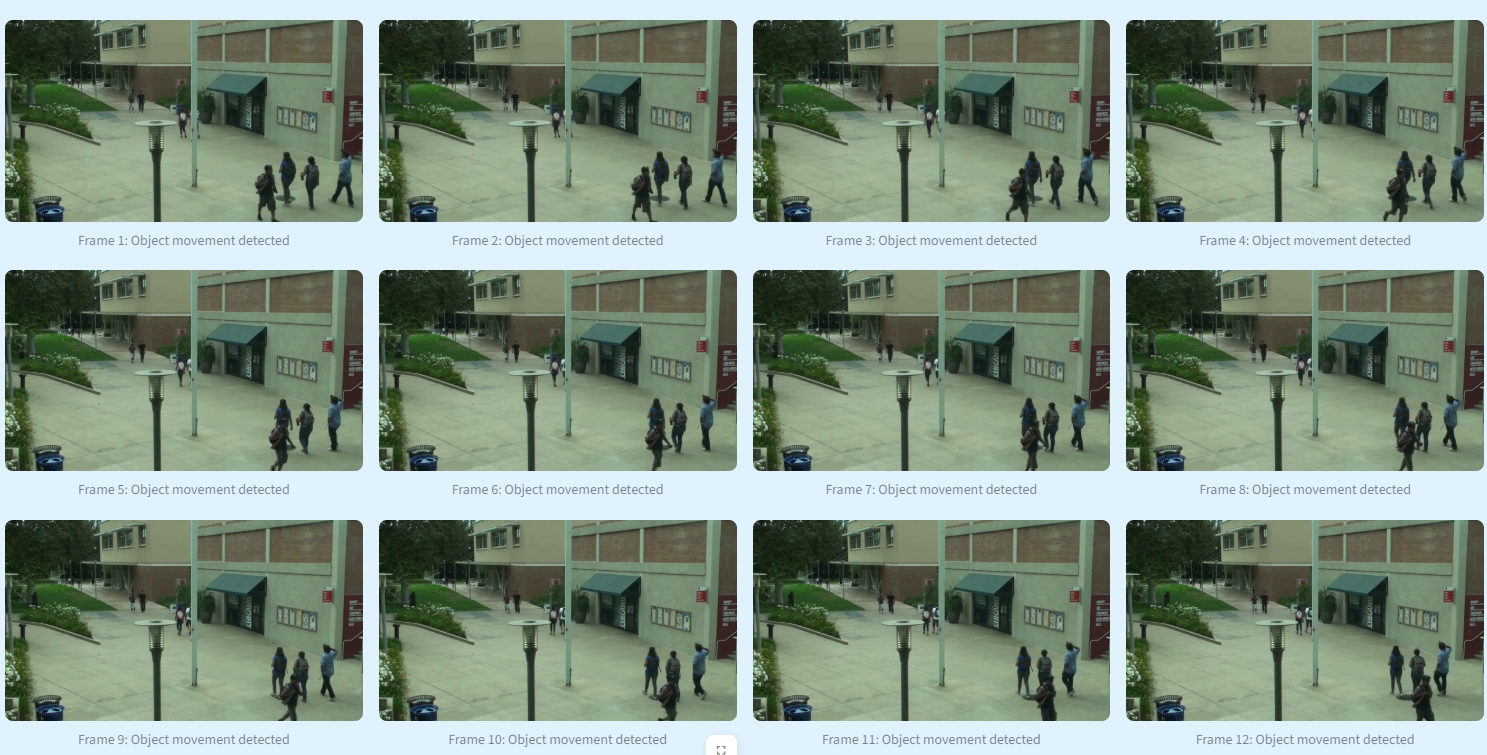 Frame 1: Object movement detected
Frame 2: Object movement detected
Frame 3: Object movement detected
Frame 4: Object movement detected
Frame 5: Object movement detected
Frame 6: Object movement detected
Frame 7: Object movement detected
Frame 8: Object movement detected
Frame 9: Object movement detected
Frame 10: Object movement detected
Frame 11: Object movement detected
Frame 12: Object movement detected